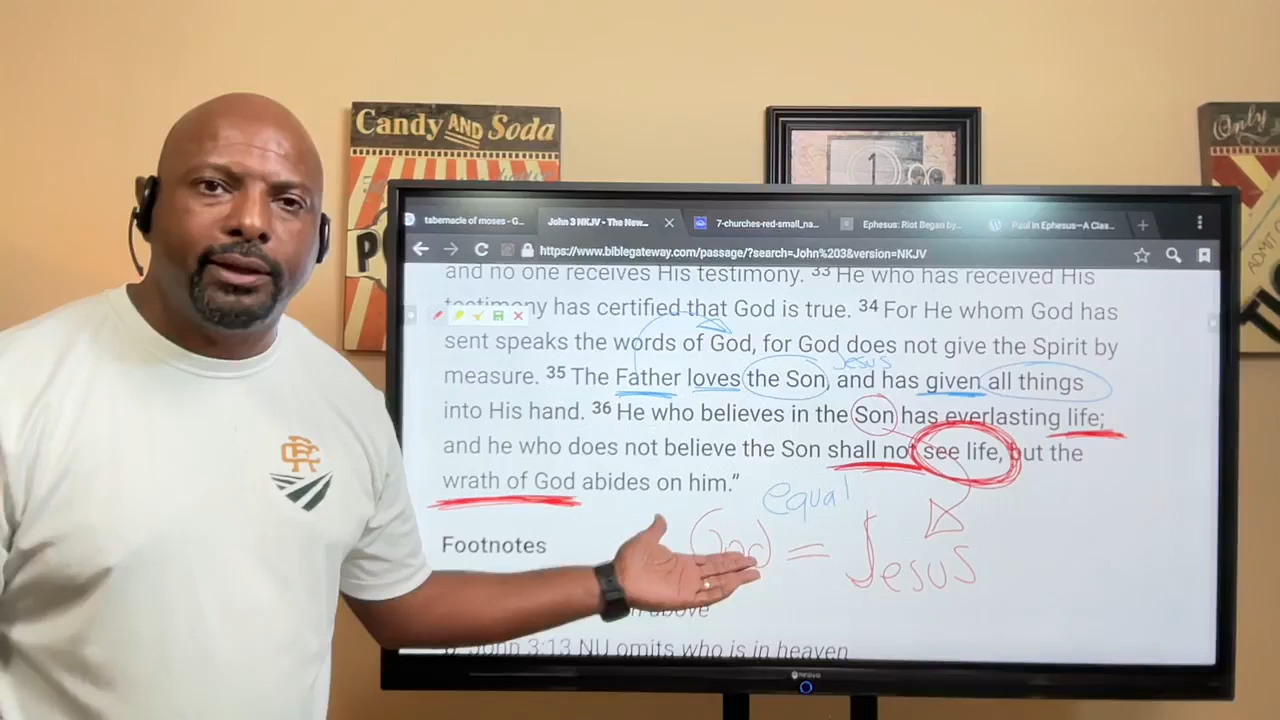 Candy AND Soda
Only
1
ADMIT
tabernacle of moses - G...
John 3 NKJV - The New...
7-churches-red-small_na...
Ephesus: Riot Began by...
Paul in Ephesus—A Clas...
https://www.biblegateway.com/passage/?search=John%203&version=NKJV
and no one receives His testimony. 33 He who has received His
testimony has certified that God is true. 34 For He whom God has
sent speaks the words of God, for God does not give the Spirit by
Jesus
measure. 35 The Father loves the Son, and has given all things
into His hand. 36 He who believes in the Son has everlasting life;
and he who does not believe the Son shall not see life, but the
wrath of God abides on him.”
equal
God = Jesus
Footnotes
above
John 3:13 NU omits who is in heaven